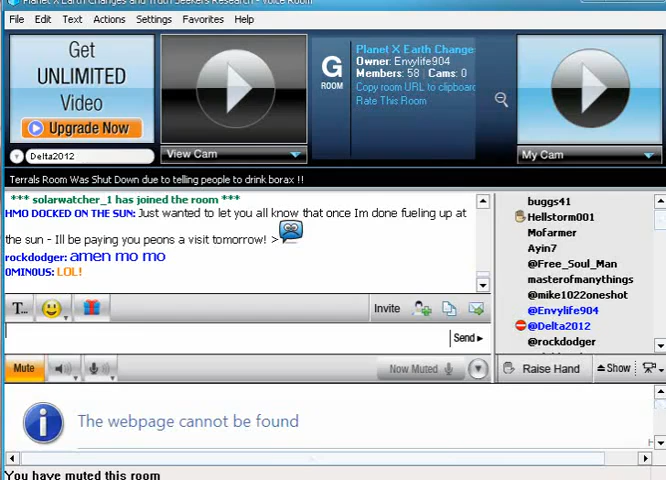 Planet X Earth Changes and Truth Seekers Research - Voice Room
File Edit Text Actions Settings Favorites Help
Get
UNLIMITED
Video
Upgrade Now
Delta2012
View Cam
G
ROOM
Planet X Earth Changes
Owner: Envylife904
Members: 58 | Cams: 0
Copy room URL to clipboard
Rate This Room
My Cam
Terrals Room Was Shut Down due to telling people to drink borax !!
*** solarwatcher_1 has joined the room ***
HMO DOCKED ON THE SUN: Just wanted to let you all know that once Im done fueling up at
the sun - Ill be paying you peons a visit tomorrow! >
rockdodger: amen mo mo
0MINOUS: LOL!
T... Invite
Send
buggs41
Hellstorm001
Mofarmer
Ayin7
@Free_Soul_Man
masterofmanythings
@mike1022oneshot
@Envylife904
@Delta2012
@rockdodger
Mute Now Muted Raise Hand Show
The webpage cannot be found
You have muted this room